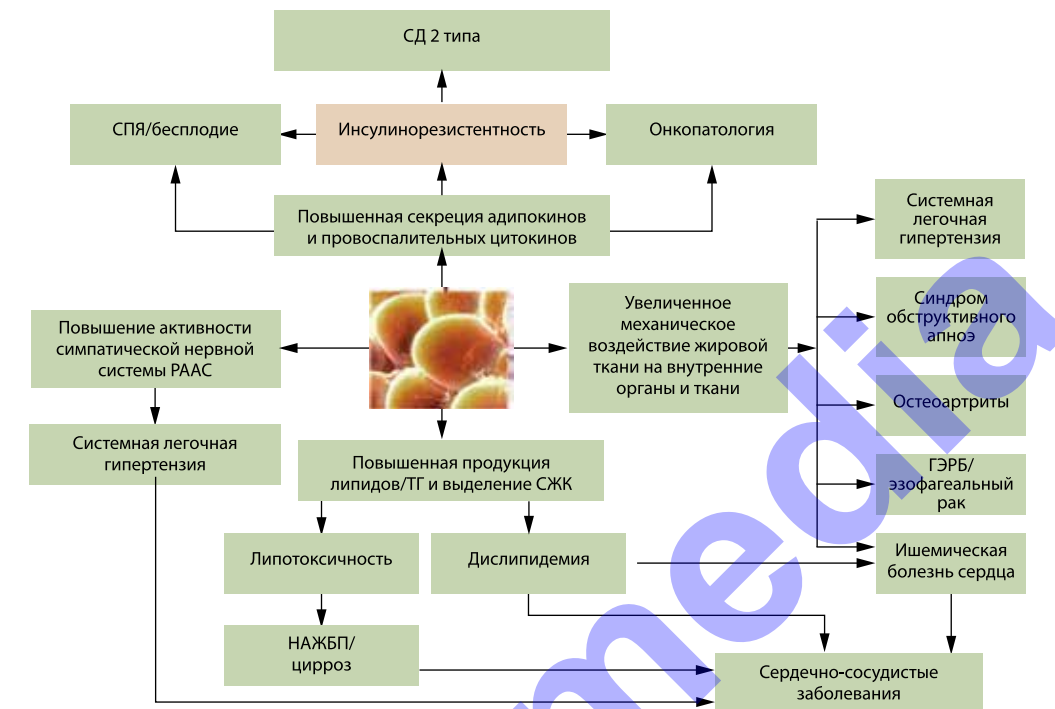 СД 2 типа
СПЯ/бесплодие
Инсулинорезистентность
Онкопатология
Повышенная секреция адипокинов
и провоспалительных цитокинов
Системная
легочная
гипертензия
Синдром
обструктивного
апноэ
Увеличенное
механическое
воздействие жировой
ткани на внутренние
органы и ткани
Повышение активности
симпатической нервной
системы РААС
Остеоартриты
Системная легочная
гипертензия
Повышенная продукция
липидов/ТГ и выделение СЖК
ГЭРБ/
эзофагеальный
рак
Липотоксичность
Дислипидемия
Ишемическая
болезнь сердца
НАЖБП/
цирроз
Сердечно-сосудистые
заболевания
media